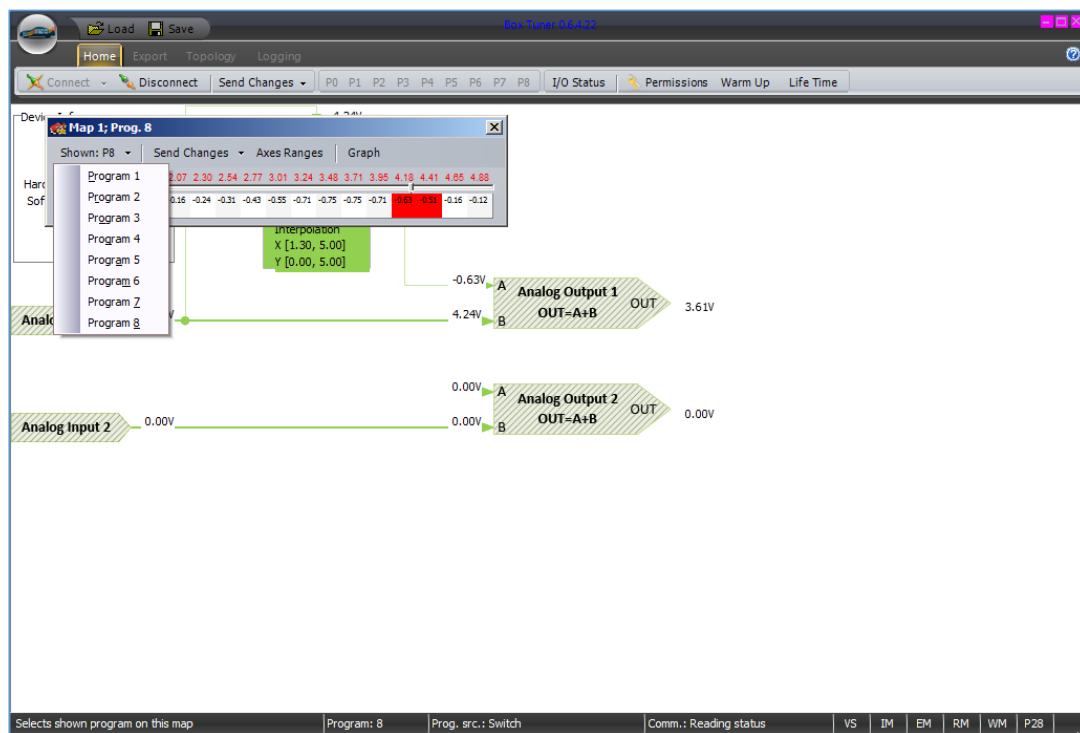 Load Save
Box Tuner 0.6.4.22
Home Export Topology Logging
Connect Disconnect Send Changes P0 P1 P2 P3 P4 P5 P6 P7 P8 I/O Status Permissions Warm Up Life Time
Map 1; Prog. 8
Shown: P8 Send Changes Axes Ranges Graph
Program 1
Program 2
Program 3
Program 4
Program 5
Program 6
Program 7
Program 8
2.07 2.30 2.54 2.77 3.01 3.24 3.48 3.71 3.95 4.18 4.41 4.65 4.88
-0.24 -0.31 -0.43 -0.55 -0.71 -0.75 -0.75 -0.71 -0.63 -0.51 -0.16 -0.12
Interpolation
X [1.30, 5.00]
Y [0.00, 5.00]
-0.63V A Analog Output 1 OUT 3.61V
4.24V B OUT=A+B
0.00V A Analog Output 2 OUT 0.00V
0.00V B OUT=A+B
Analog Input 2 0.00V
Selects shown program on this map Program: 8 Prog. src.: Switch Comm.: Reading status VS IM EM RM WM P28